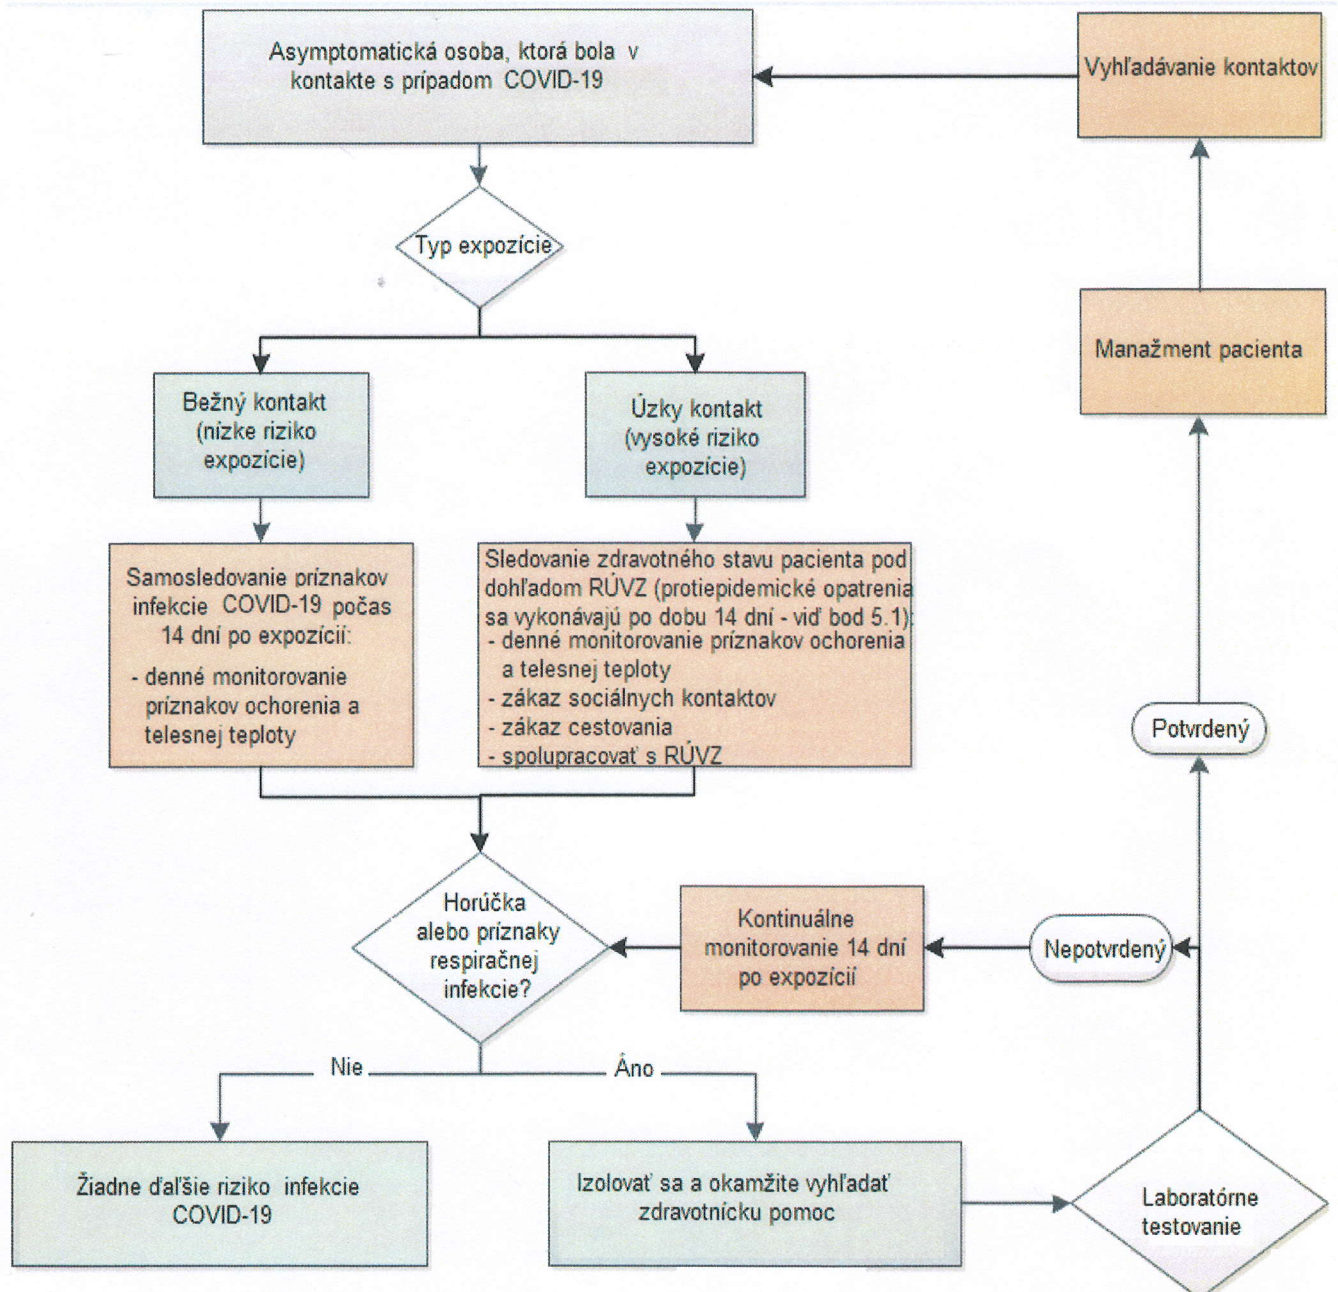 Asymptomatická osoba, ktorá bola v
kontakte s prípadom COVID-19
Vyhľadávanie kontaktov
Typ expozície
Manažment pacienta
Bežný kontakt
(nízke riziko
expozície)
Úzky kontakt
(vysoké riziko
expozície)
Samosledovanie príznakov
infekcie COVID-19 počas
14 dní po expozícií:
- denné monitorovanie
príznakov ochorenia a
telesnej teploty
Sledovanie zdravotného stavu pacienta pod
dohľadom RÚVZ (protiepidemické opatrenia
sa vykonávajú po dobu 14 dní - viď bod 5.1):
- denné monitorovanie príznakov ochorenia
a telesnej teploty
- zákaz sociálnych kontaktov
- zákaz cestovania
- spolupracovať s RÚVZ
Potvrdený
Horúčka
alebo príznaky
respiračnej
infekcie?
Kontinuálne
monitorovanie 14 dní
po expozícií
Nepotvrdený
Nie
Áno
Žiadne ďaľšie riziko infekcie
COVID-19
Izolovať sa a okamžite vyhľadať
zdravotnícku pomoc
Laboratórne
testovanie